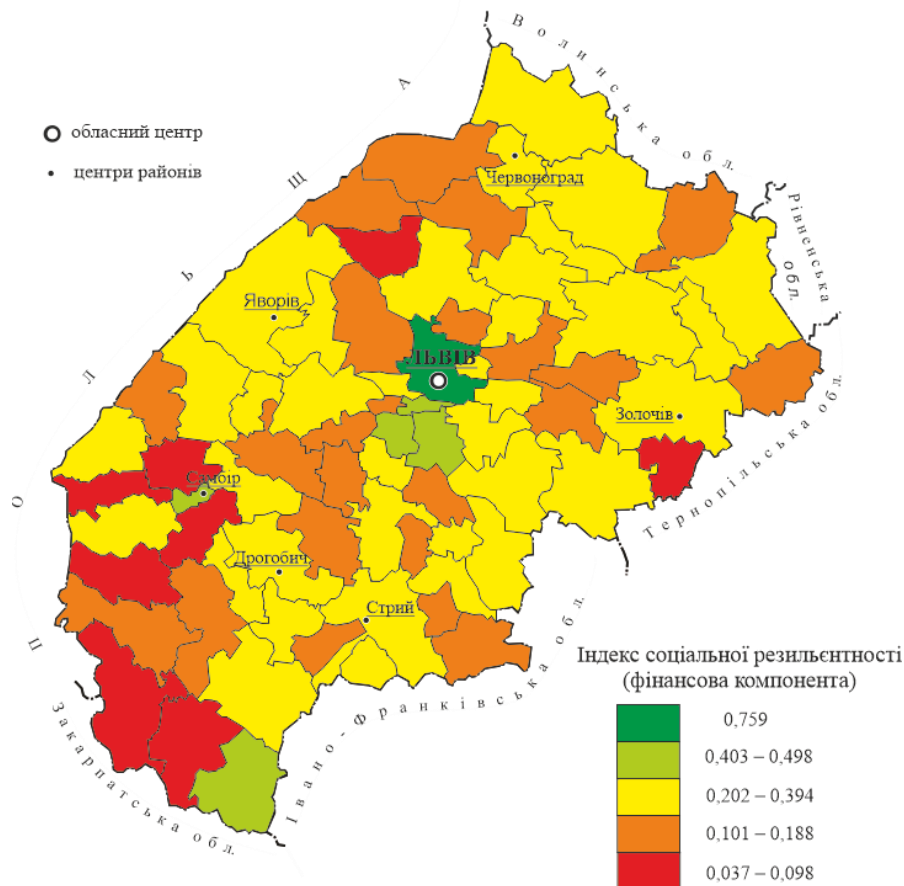 Волинська обл.
обласний центр
центри районів
Червоноград
Рівненська
обл.
ПОЛЬЩА
Яворів
ЛЬВІВ
Золочів
Самбір
Тернопільська обл.
Дрогобич
Стрий
Закарпатська обл.
Івано-Франківська обл.
Індекс соціальної резильєнтності
(фінансова компонента)
0,759
0,403 – 0,498
0,202 – 0,394
0,101 – 0,188
0,037 – 0,098